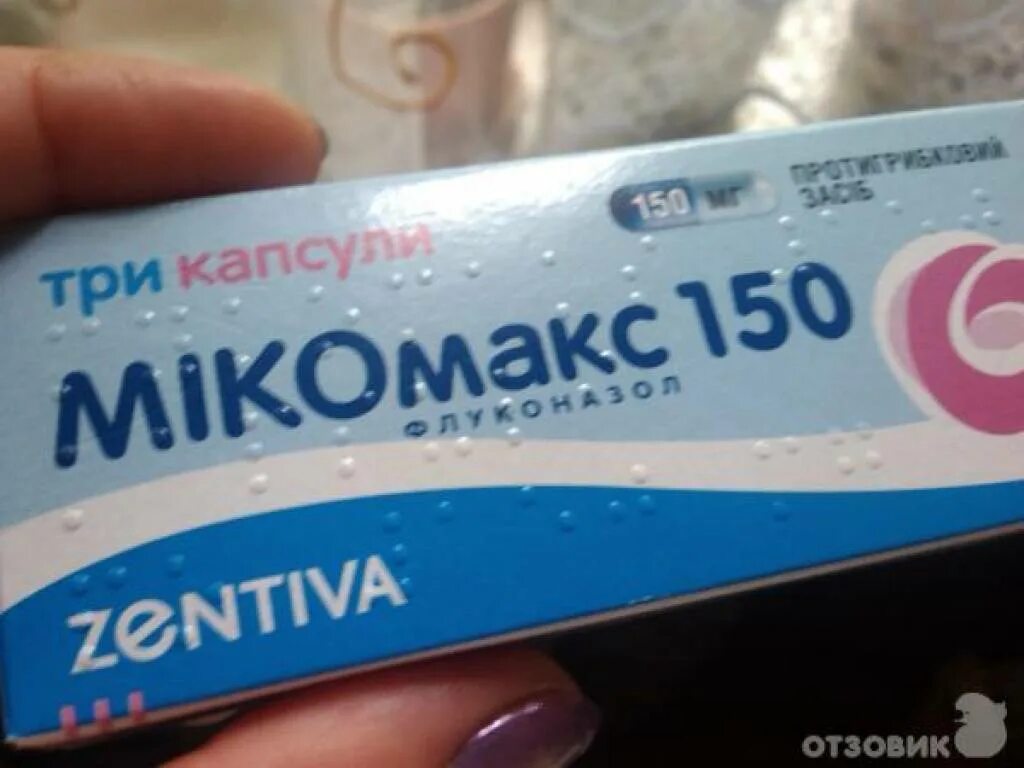 150 мг
ПРОТИГРИБКОВИЙ
ЗАСІБ
три капсули
МІКОмакс 150
ФЛУКОНАЗОЛ
ZENTIVA
ОТЗОВИК